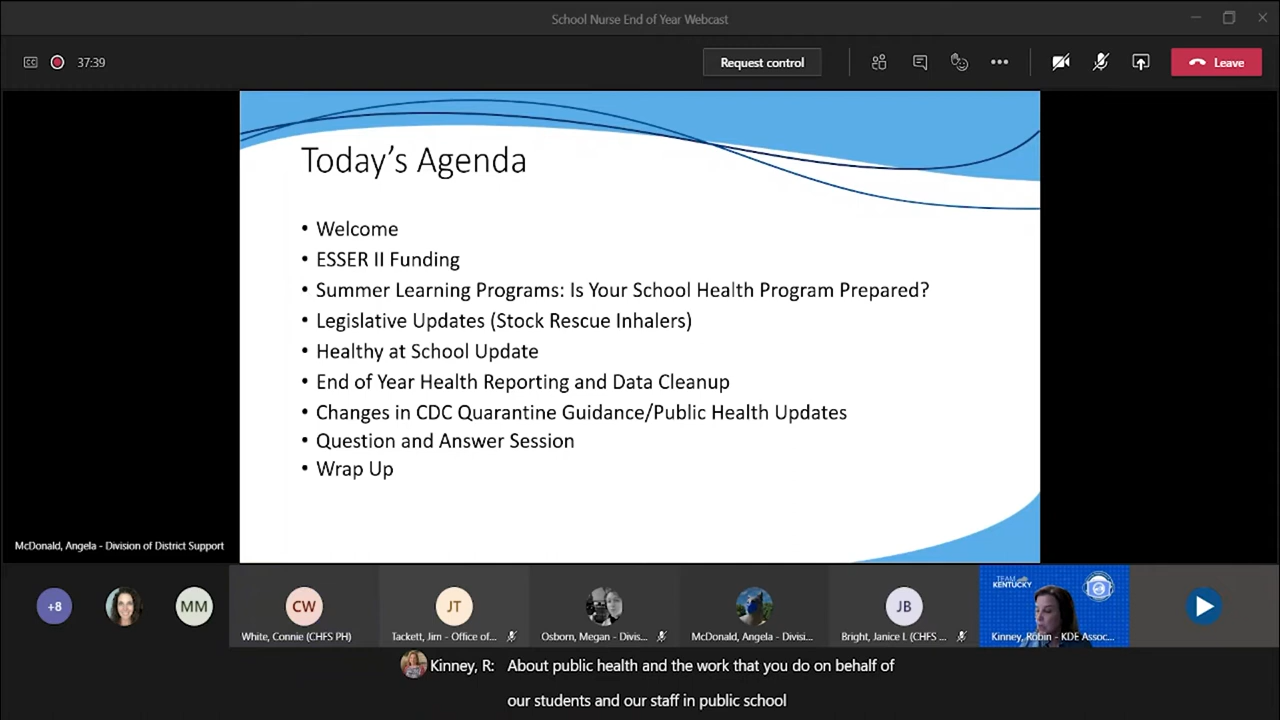 School Nurse End of Year Webcast
CC
37:39
Request control
Leave
Today's Agenda
• Welcome
• ESSER II Funding
• Summer Learning Programs: Is Your School Health Program Prepared?
• Legislative Updates (Stock Rescue Inhalers)
• Healthy at School Update
• End of Year Health Reporting and Data Cleanup
• Changes in CDC Quarantine Guidance/Public Health Updates
• Question and Answer Session
• Wrap Up
McDonald, Angela - Division of District Support
+8
MM
CW
JT
JB
TEAM
KENTUCKY
White, Connie (CHFS PH)
Tackett, Jim - Office of...
Osborn, Megan - Divis...
McDonald, Angela - Divisi...
Bright, Janice L (CHFS ...
Kinney, Robin - KDE Assoc...
Kinney, R: About public health and the work that you do on behalf of
our students and our staff in public school